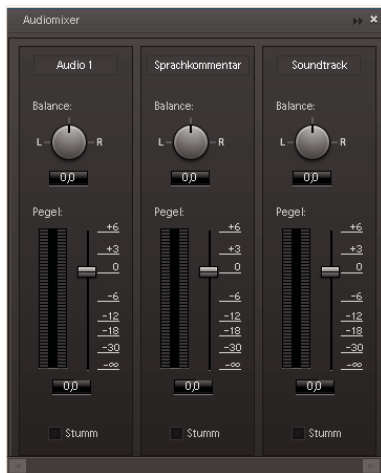 Audiomixer
Audio 1
Balance:
L R
0,0
Pegel:
+6
+3
0
-6
-12
-18
-30
-∞
0,0
Stumm
Sprachkommentar
Balance:
L R
0,0
Pegel:
+6
+3
0
-6
-12
-18
-30
-∞
0,0
Stumm
Soundtrack
Balance:
L R
0,0
Pegel:
+6
+3
0
-6
-12
-18
-30
-∞
0,0
Stumm